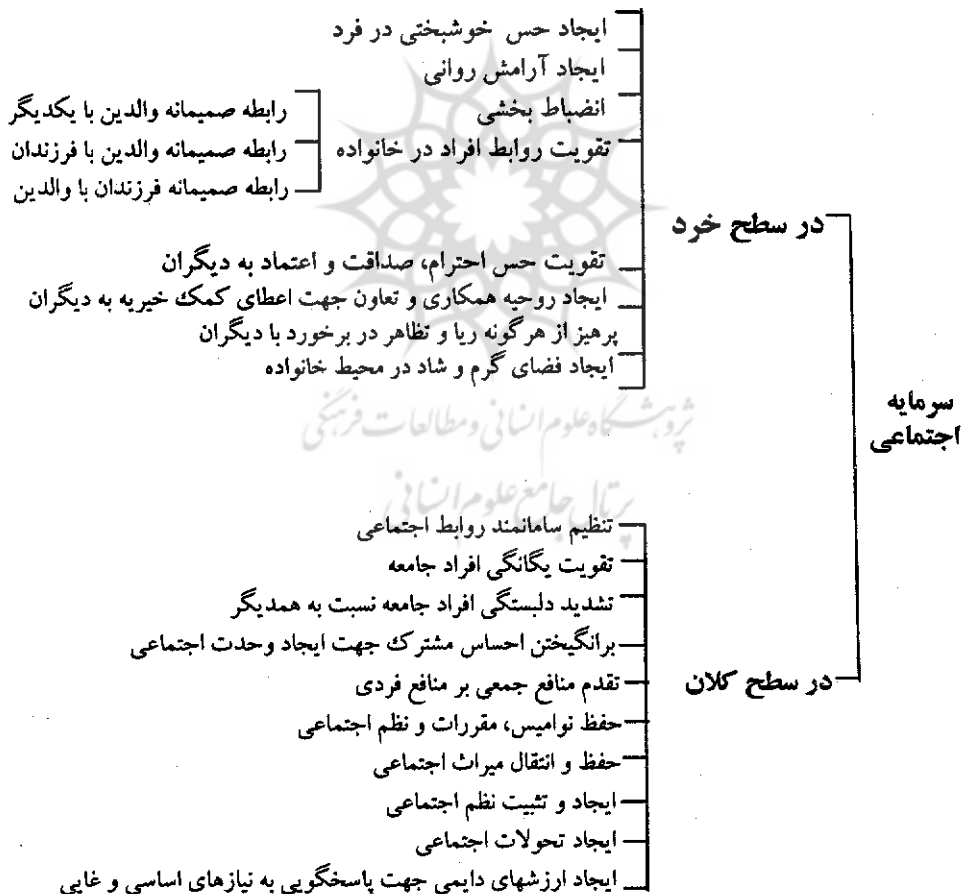 سرمایه
اجتماعی
در سطح خرد
ایجاد حس خوشبختی در فرد
ایجاد آرامش روانی
انضباط بخشی
تقویت روابط افراد در خانواده
رابطه صمیمانه والدین با یکدیگر
رابطه صمیمانه والدین با فرزندان
رابطه صمیمانه فرزندان با والدین
تقویت حس احترام، صداقت و اعتماد به دیگران
ایجاد روحیه همکاری و تعاون جهت اعطای کمک خیریه به دیگران
پرهیز از هرگونه ریا و تظاهر در برخورد با دیگران
ایجاد فضای گرم و شاد در محیط خانواده
پژوهشگاه علوم انسانی و مطالعات فرهنگی
پرتال جامع علوم انسانی
در سطح کلان
تنظیم سامانمند روابط اجتماعی
تقویت یگانگی افراد جامعه
تشدید دلبستگی افراد جامعه نسبت به همدیگر
برانگیختن احساس مشترک جهت ایجاد وحدت اجتماعی
تقدم منافع جمعی بر منافع فردی
حفظ نوامیس، مقررات و نظم اجتماعی
حفظ و انتقال میراث اجتماعی
ایجاد و تثبیت نظم اجتماعی
ایجاد تحولات اجتماعی
ایجاد ارزشهای دایمی جهت پاسخگویی به نیازهای اساسی و غایی